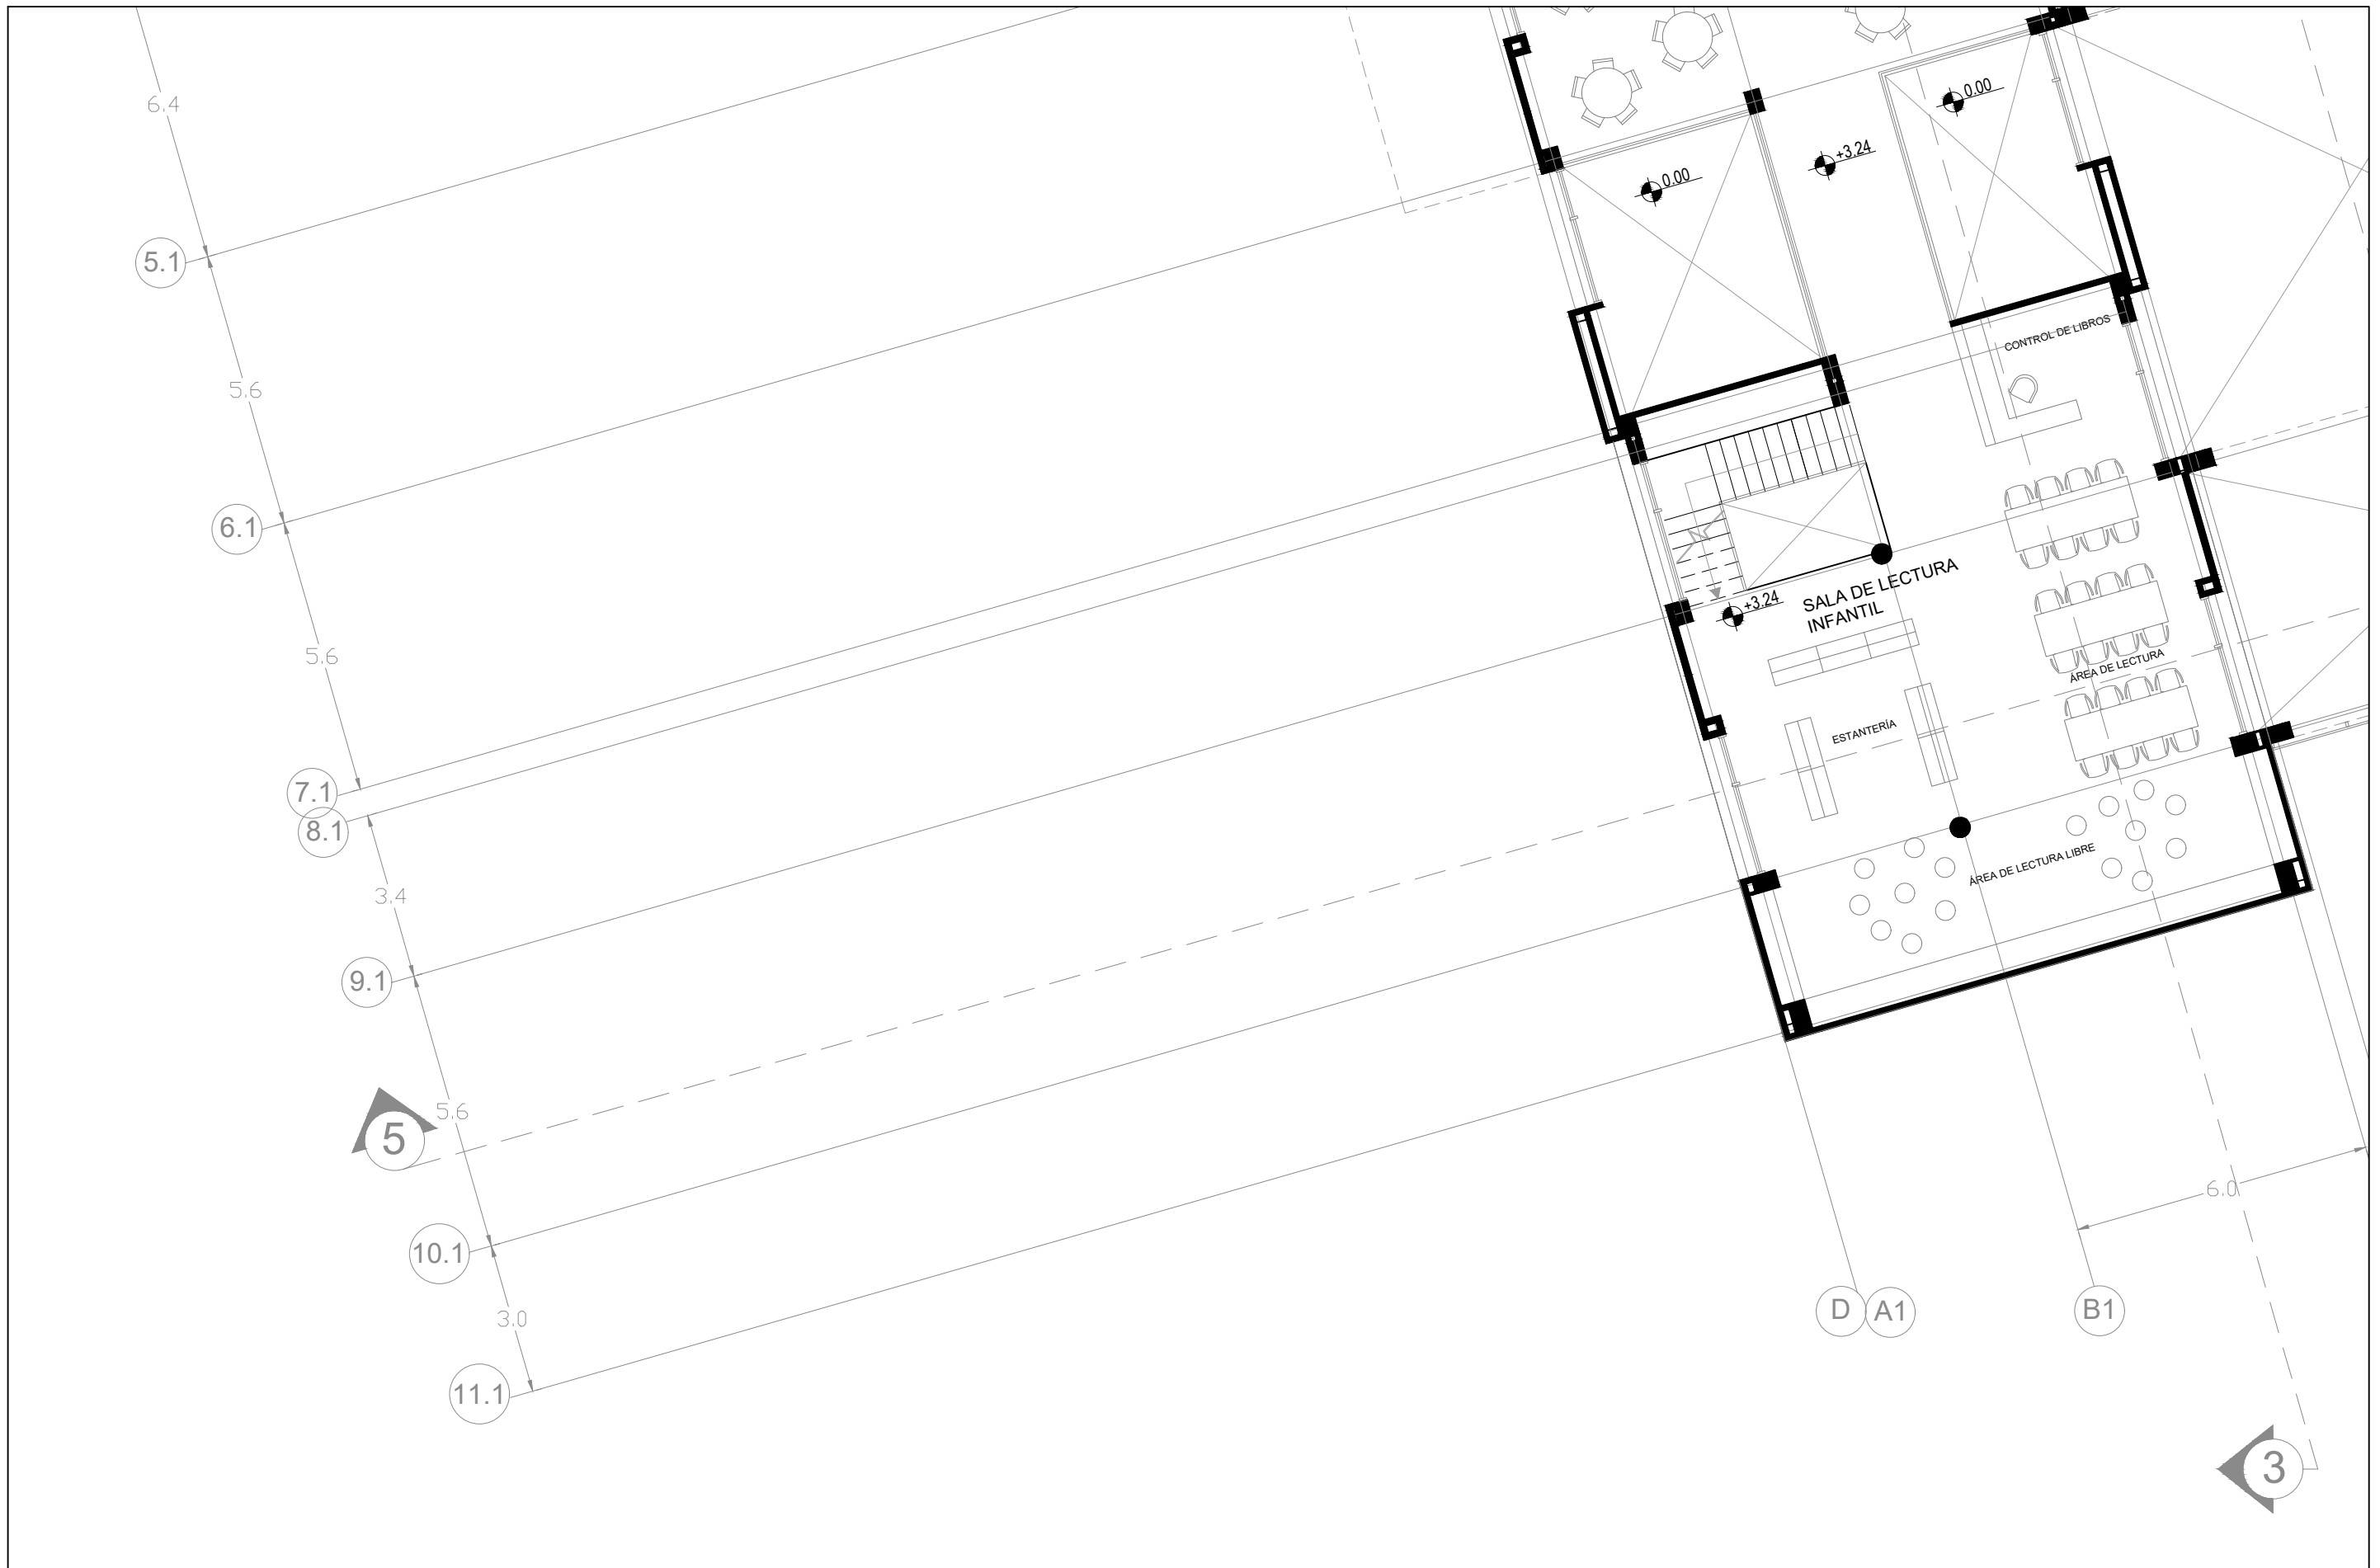 6.4
0.00
+3.24
0.00
5.1
CONTROL DE LIBROS
5.6
6.1
SALA DE LECTURA
INFANTIL
+3.24
5.6
ÁREA DE LECTURA
ESTANTERÍA
7.1
8.1
ÁREA DE LECTURA LIBRE
3.4
9.1
5.6
5
6.0
10.1
3.0
D
A1
B1
11.1
3